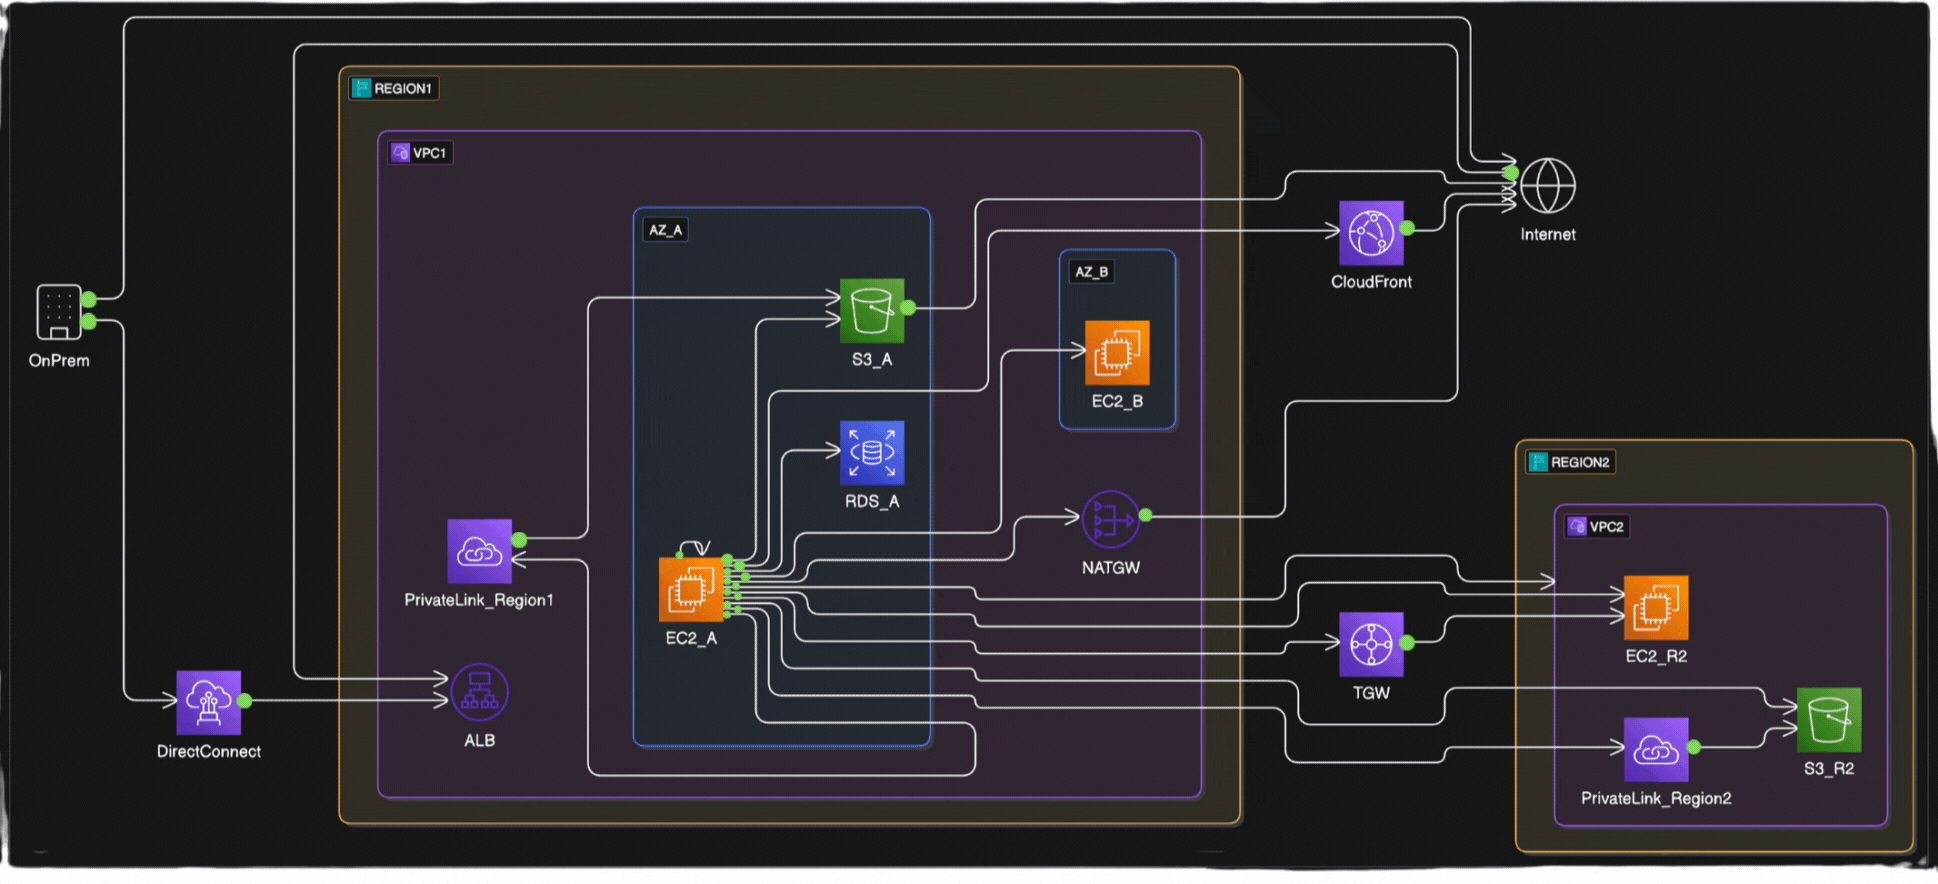 REGION1
VPC1
AZ_A
Internet
AZ_B
CloudFront
OnPrem
S3_A
EC2_B
REGION2
RDS_A
VPC2
NATGW
PrivateLink_Region1
EC2_A
EC2_R2
TGW
ALB
DirectConnect
S3_R2
PrivateLink_Region2